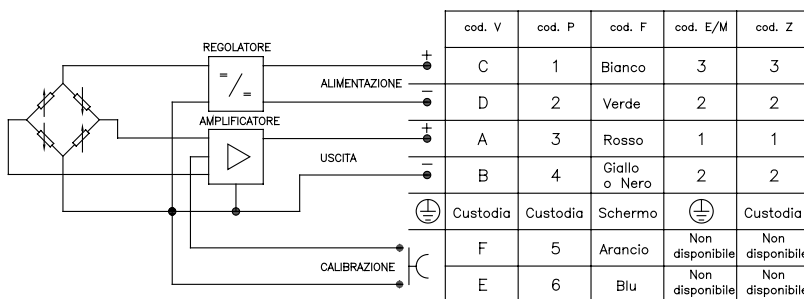 cod. V cod. P cod. F cod. E/M cod. Z
REGOLATORE
= / =
+ C 1 Bianco 3 3
ALIMENTAZIONE
− D 2 Verde 2 2
AMPLIFICATORE
+ A 3 Rosso 1 1
USCITA
− B 4 Giallo o Nero 2 2
Custodia Custodia Schermo Custodia
F 5 Arancio Non disponibile Non disponibile
CALIBRAZIONE
E 6 Blu Non disponibile Non disponibile